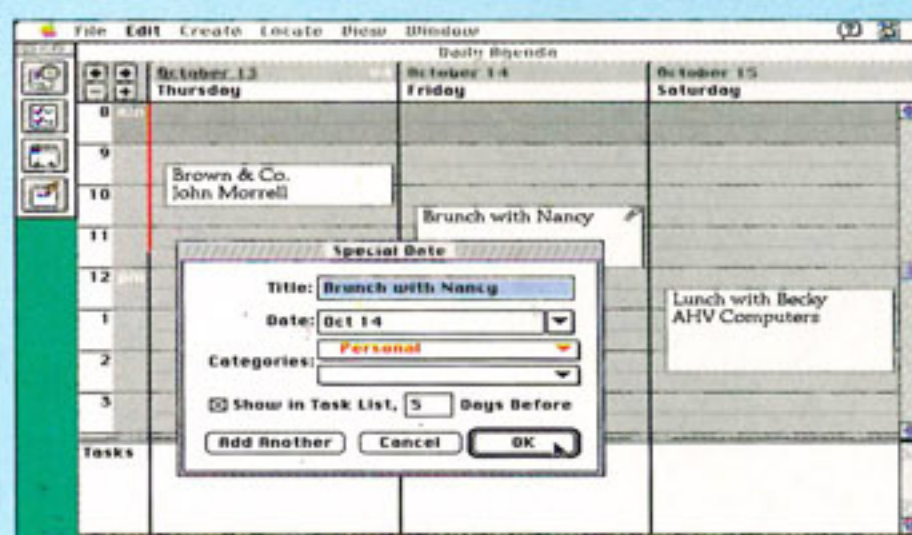 File Edit Create Locate View Window
Daily Agenda
October 13
Thursday
October 14
Friday
October 15
Saturday
8 am
9
10
11
12 pm
1
2
3
Brown & Co.
John Morrell
Brunch with Nancy
Lunch with Becky
AHV Computers
Special Date
Title: Brunch with Nancy
Date: Oct 14
Categories: Personal
Show in Task List, 5 Days Before
Add Another Cancel OK
Tasks